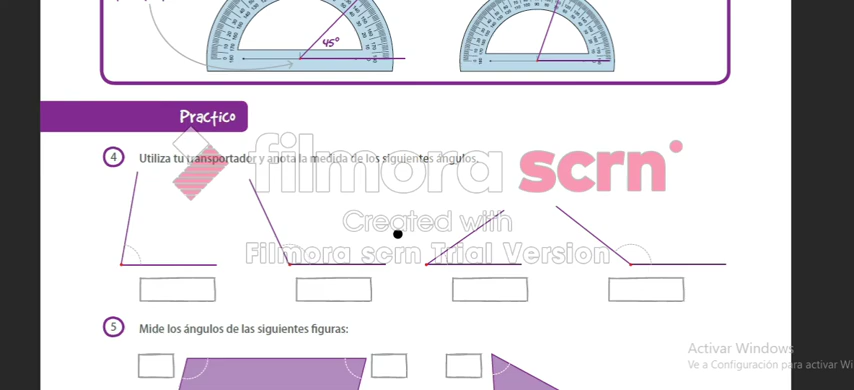 45°
Practico
4 Utiliza tu transportador y anota la medida de los siguientes ángulos.
filmora scrn
Created with
Filmora scrn Trial Version
5 Mide los ángulos de las siguientes figuras:
Activar Windows
Ve a Configuración para activar Wi